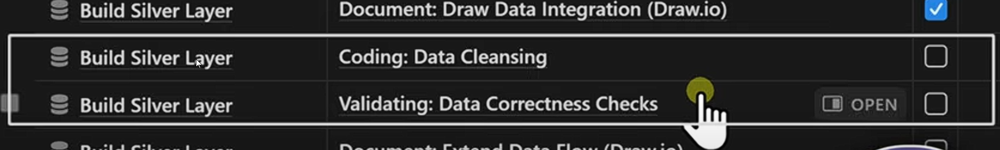 Build Silver Layer Document: Draw Data Integration (Draw.io)
Build Silver Layer Coding: Data Cleansing
Build Silver Layer Validating: Data Correctness Checks OPEN
Build Silver Layer Document: Extend Data Flow (Draw.io)